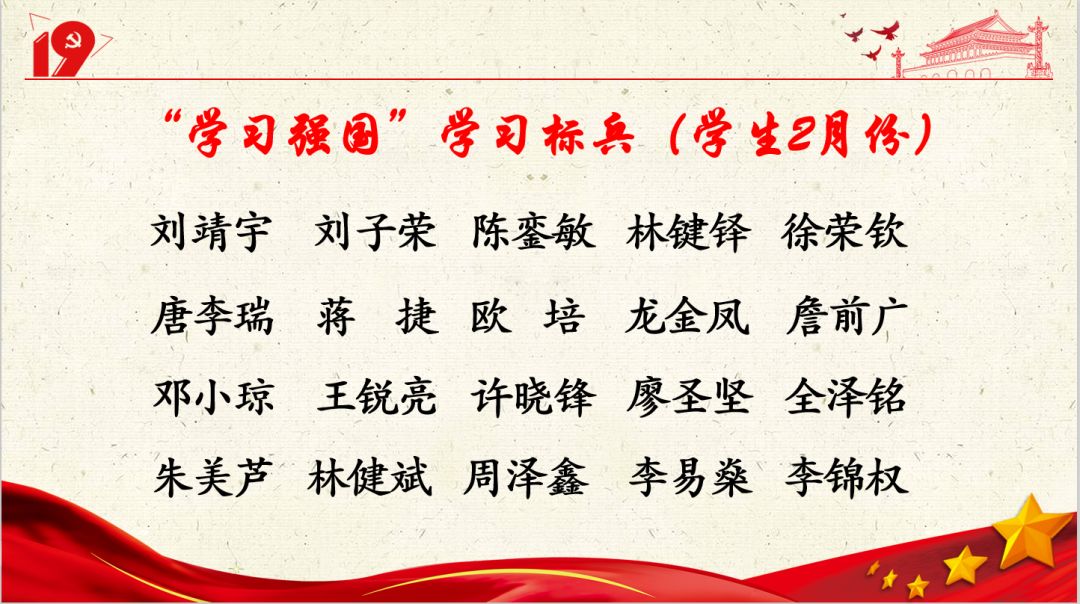 19
“学习强国”学习标兵（学生2月份）
刘靖宇 刘子荣 陈銮敏 林键铎 徐荣钦
唐李瑞 蒋 捷 欧 培 龙金凤 詹前广
邓小琼 王锐亮 许晓锋 廖圣坚 全泽铭
朱美芦 林健斌 周泽鑫 李易燊 李锦权